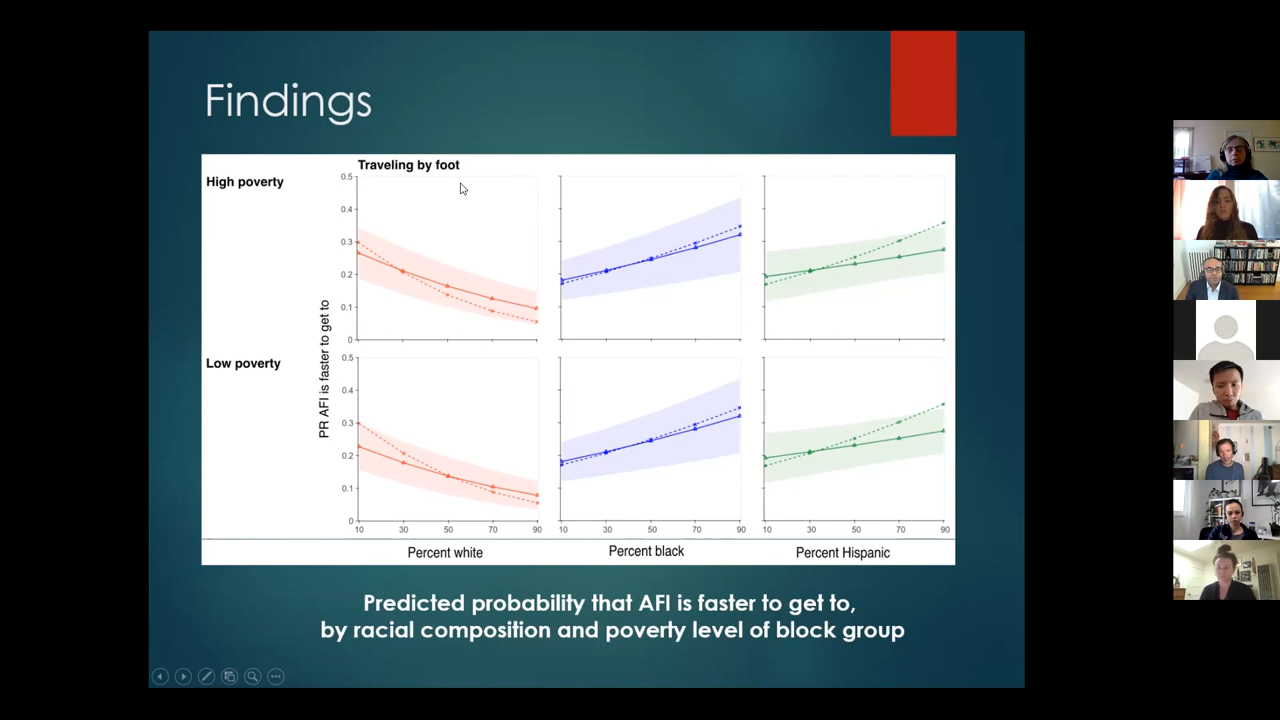 Findings
Traveling by foot
High poverty
0.5
0.4
0.3
0.2
0.1
0
PR AFI is faster to get to
Low poverty
0.5
0.4
0.3
0.2
0.1
0
10 30 50 70 90
10 30 50 70 90
10 30 50 70 90
Percent white
Percent black
Percent Hispanic
Predicted probability that AFI is faster to get to,
by racial composition and poverty level of block group